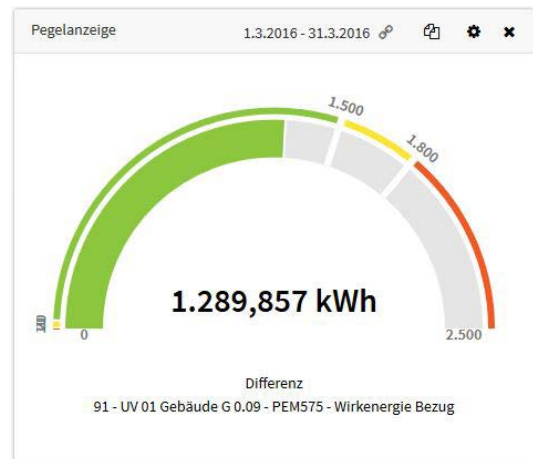 Pegelanzeige
1.3.2016 - 31.3.2016
1.500
1.800
1.289,857 kWh
0
2.500
Differenz
91 - UV 01 Gebäude G 0.09 - PEM575 - Wirkenergie Bezug